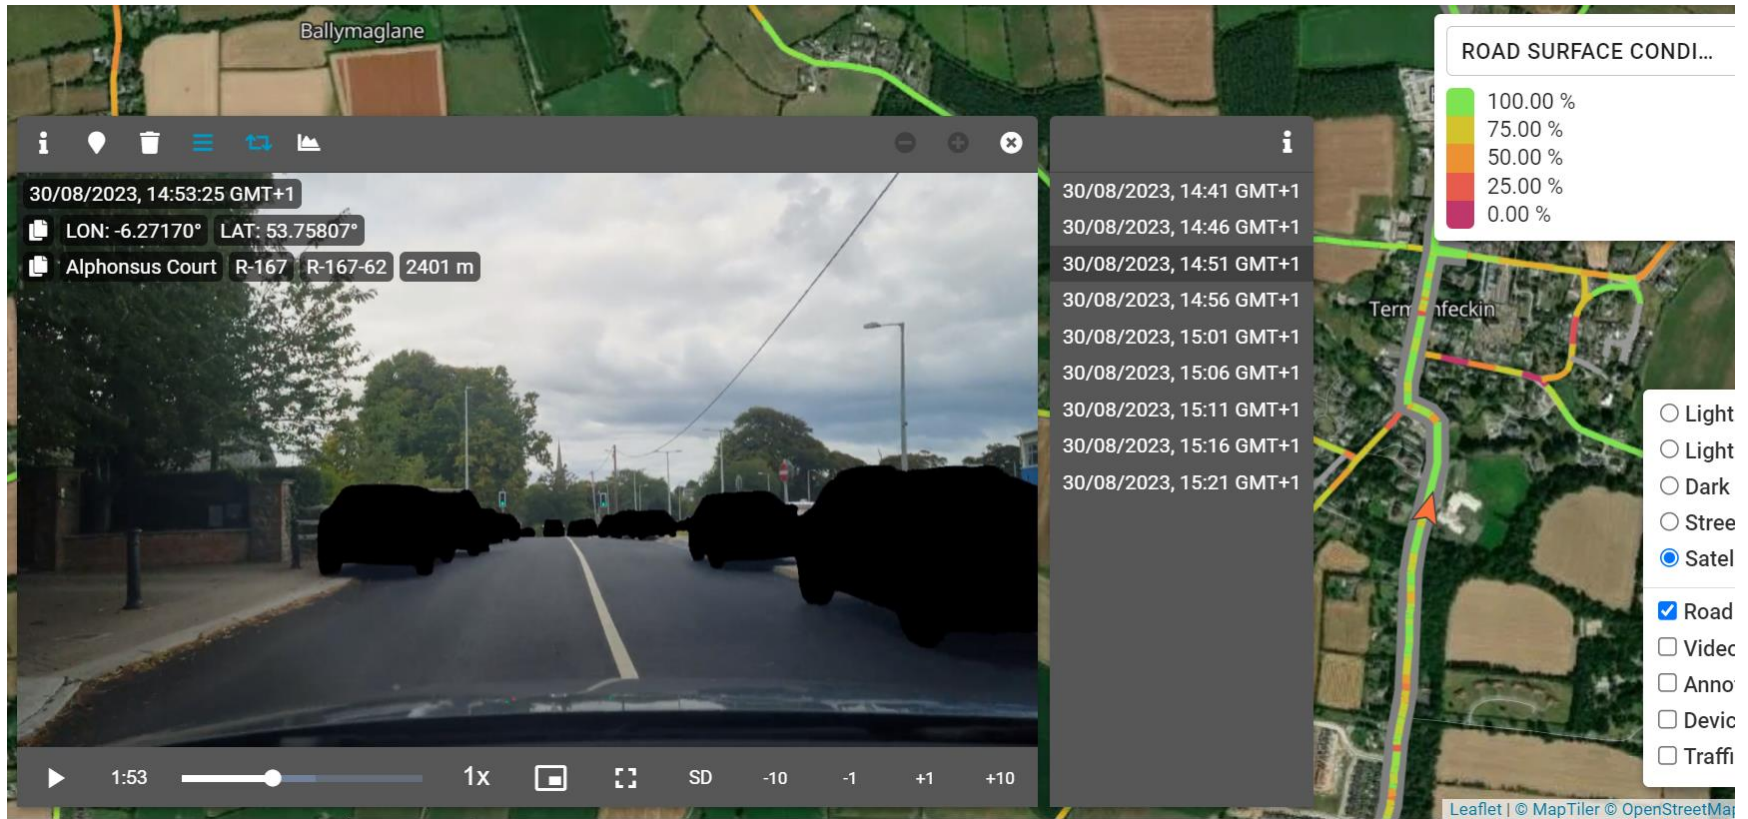 Ballymaglane
30/08/2023, 14:53:25 GMT+1
LON: -6.27170° LAT: 53.75807°
Alphonsus Court R-167 R-167-62 2401 m
1:53 1x SD -10 -1 +1 +10
30/08/2023, 14:41 GMT+1
30/08/2023, 14:46 GMT+1
30/08/2023, 14:51 GMT+1
30/08/2023, 14:56 GMT+1
30/08/2023, 15:01 GMT+1
30/08/2023, 15:06 GMT+1
30/08/2023, 15:11 GMT+1
30/08/2023, 15:16 GMT+1
30/08/2023, 15:21 GMT+1
ROAD SURFACE CONDI...
100.00 %
75.00 %
50.00 %
25.00 %
0.00 %
Light
Light
Dark
Stree
Satel
Road
Video
Anno
Devic
Traffi
Leaflet | © MapTiler © OpenStreetMap